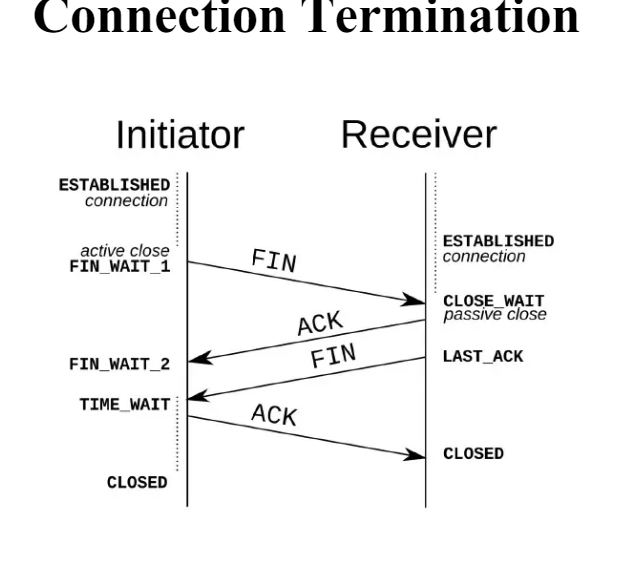 Connection Termination
Initiator
Receiver
ESTABLISHED
connection
active close
FIN_WAIT_1
FIN
ESTABLISHED
connection
CLOSE_WAIT
passive close
ACK
FIN_WAIT_2
FIN
LAST_ACK
TIME_WAIT
ACK
CLOSED
CLOSED